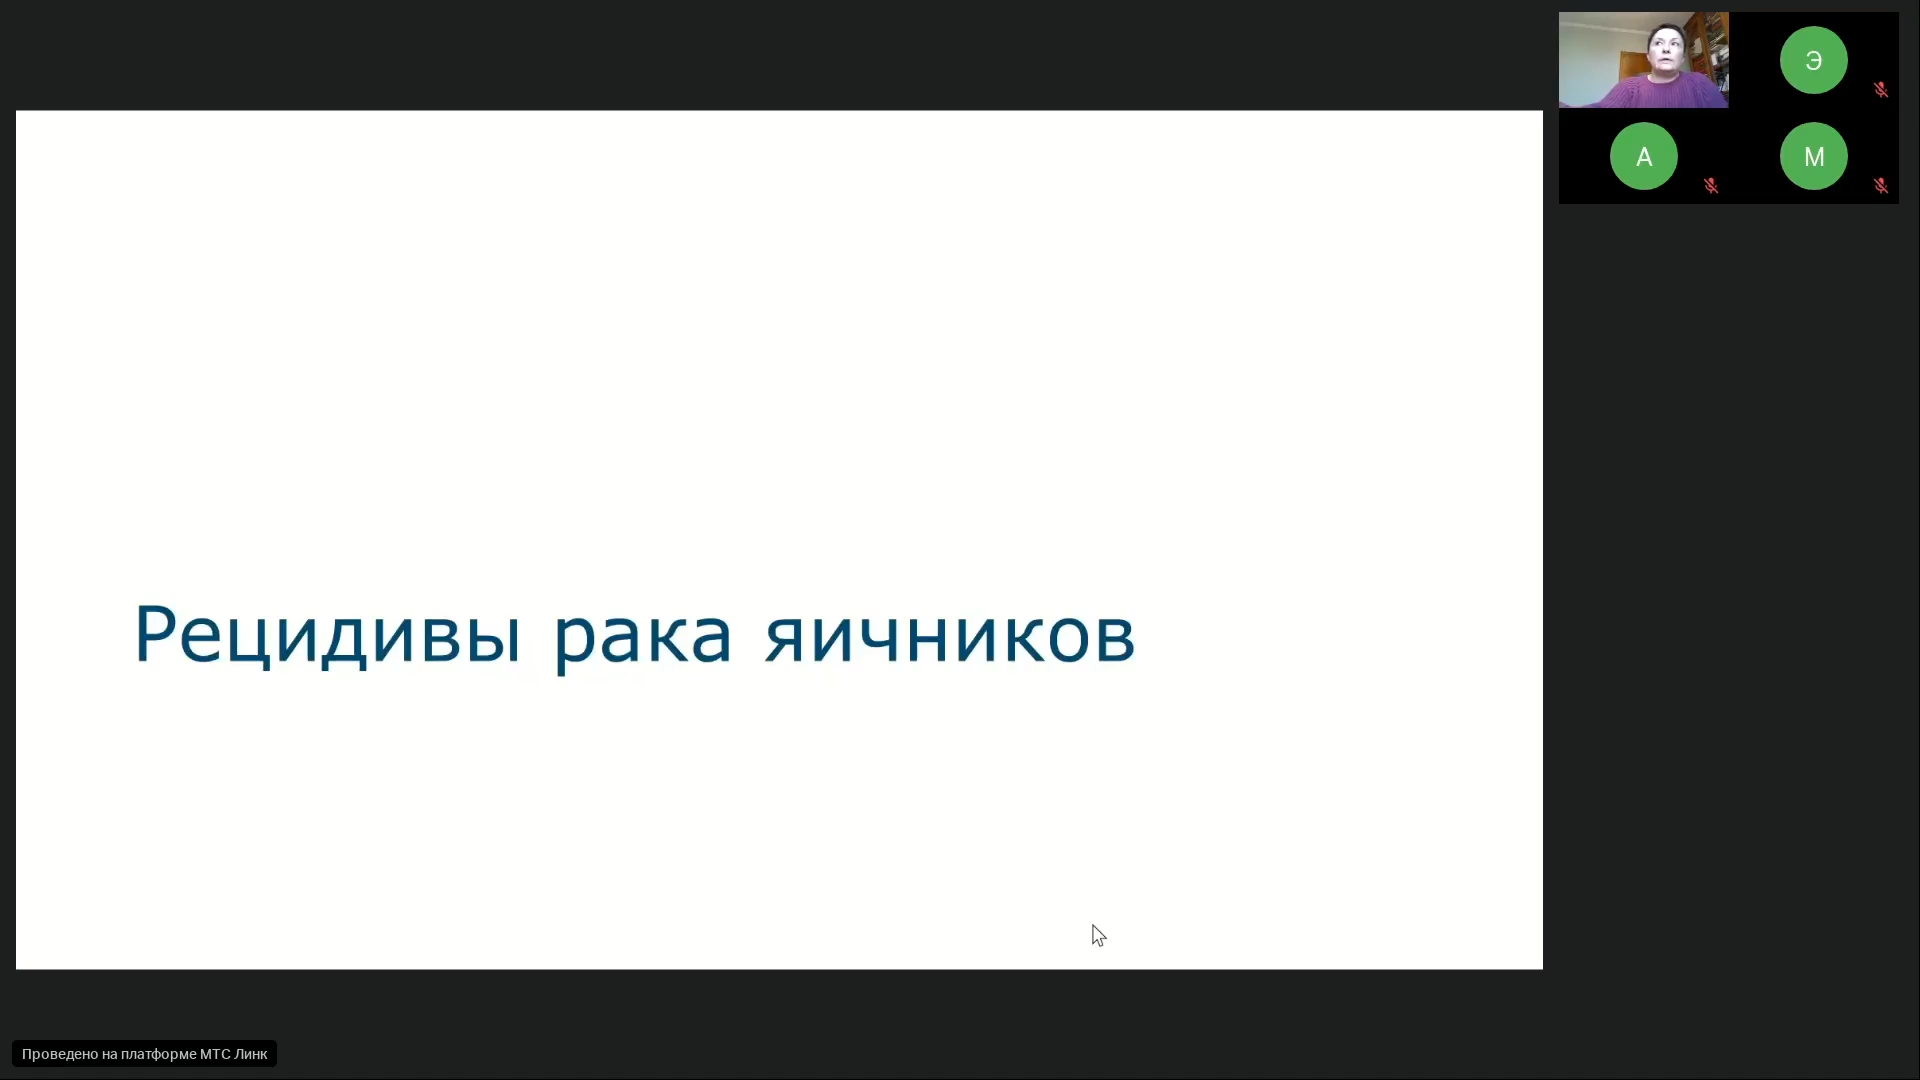 Э
А
М
Рецидивы рака яичников
Проведено на платформе МТС Линк